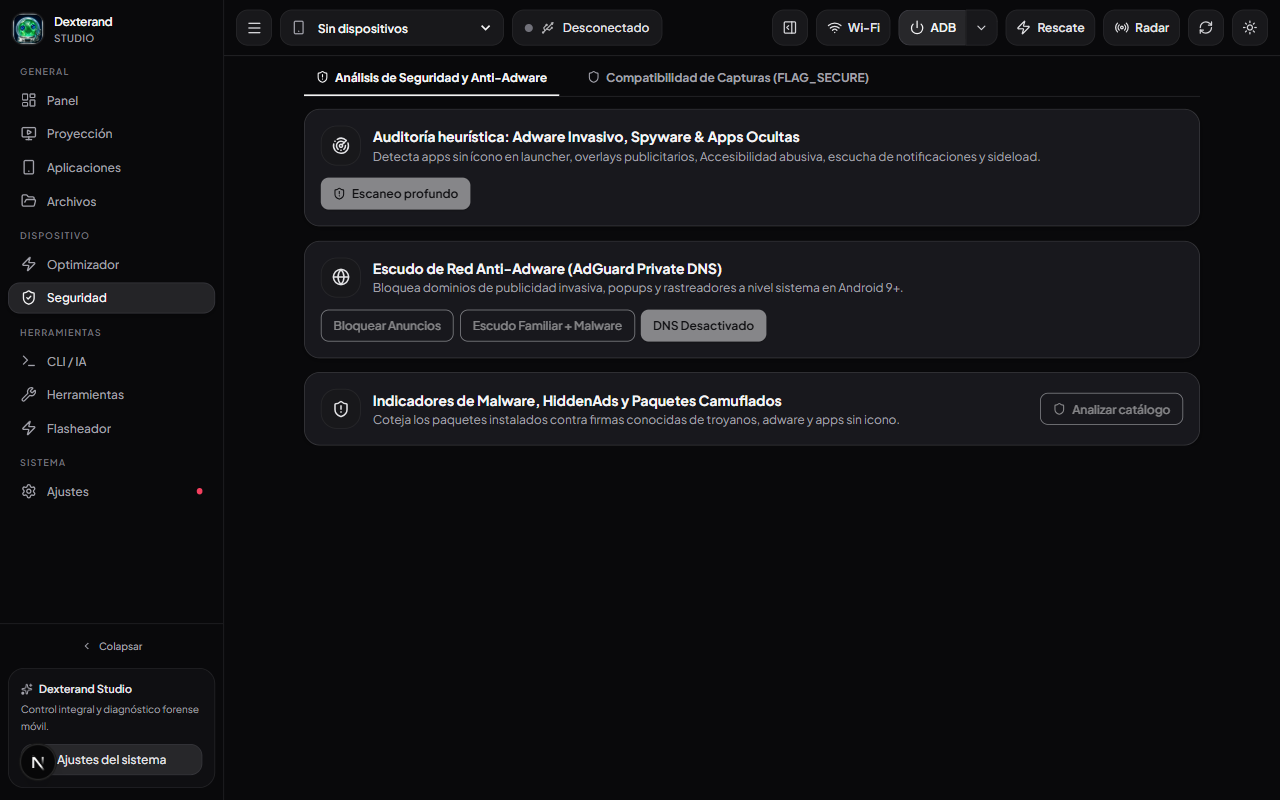 Dexterand
STUDIO
GENERAL
Panel
Proyección
Aplicaciones
Archivos
DISPOSITIVO
Optimizador
Seguridad
HERRAMIENTAS
CLI / IA
Herramientas
Flasheador
SISTEMA
Ajustes
Colapsar
Dexterand Studio
Control integral y diagnóstico forense
móvil.
N
Ajustes del sistema
Sin dispositivos
Desconectado
Wi-Fi
ADB
Rescate
Radar
Análisis de Seguridad y Anti-Adware
Compatibilidad de Capturas (FLAG_SECURE)
Auditoría heurística: Adware Invasivo, Spyware & Apps Ocultas
Detecta apps sin ícono en launcher, overlays publicitarios, Accesibilidad abusiva, escucha de notificaciones y sideload.
Escaneo profundo
Escudo de Red Anti-Adware (AdGuard Private DNS)
Bloquea dominios de publicidad invasiva, popups y rastreadores a nivel sistema en Android 9+.
Bloquear Anuncios
Escudo Familiar + Malware
DNS Desactivado
Indicadores de Malware, HiddenAds y Paquetes Camuflados
Coteja los paquetes instalados contra firmas conocidas de troyanos, adware y apps sin icono.
Analizar catálogo